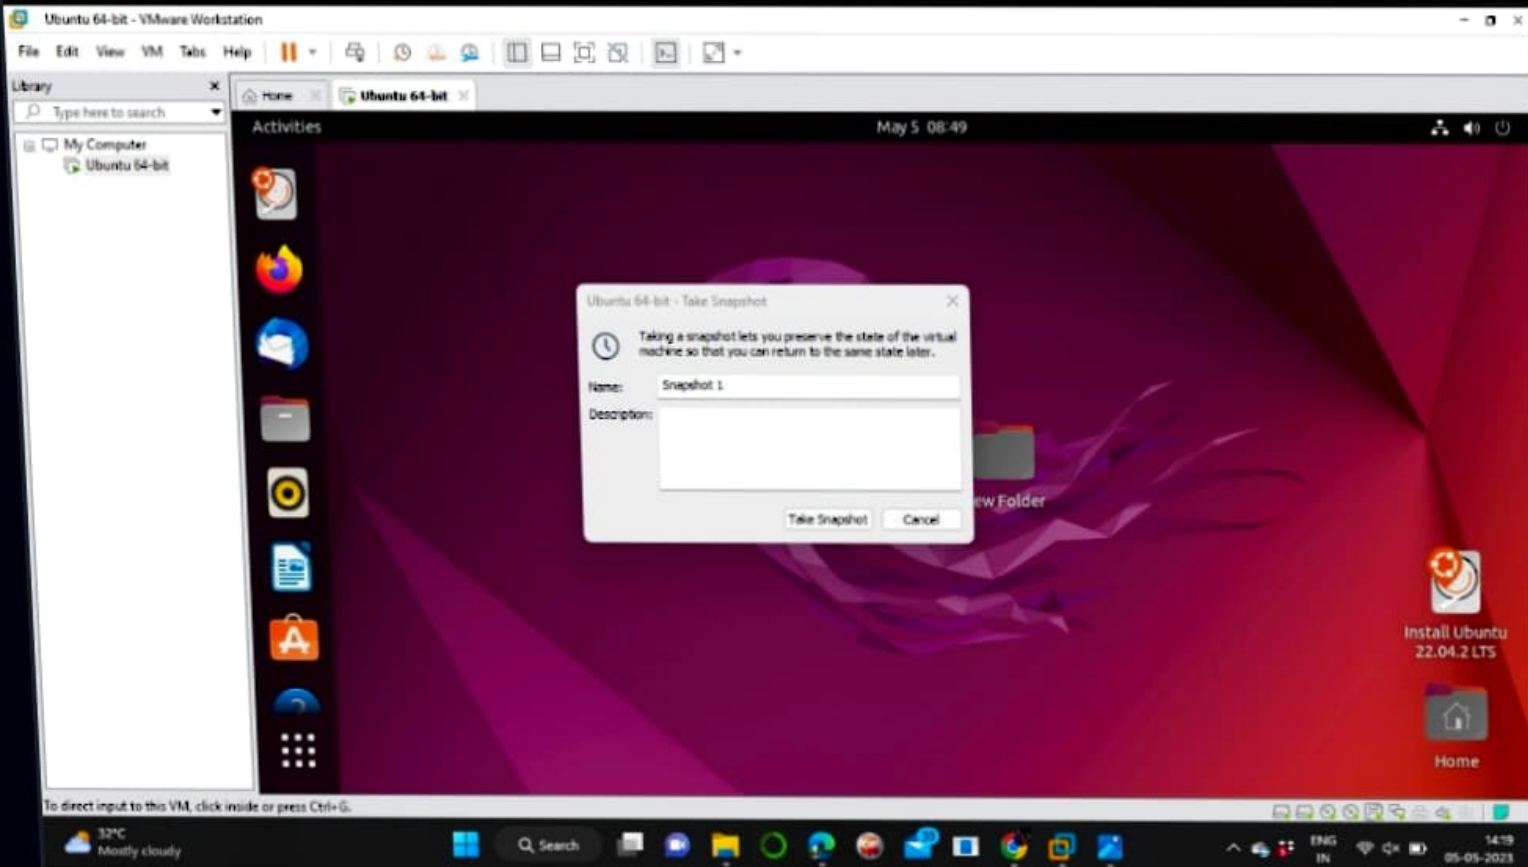 Ubuntu 64-bit - VMware Workstation
File Edit View VM Tabs Help
Library
Type here to search
Home
Ubuntu 64-bit
My Computer
Ubuntu 64-bit
Activities
May 5 08:49
Ubuntu 64-bit - Take Snapshot
Taking a snapshot lets you preserve the state of the virtual
machine so that you can return to the same state later.
Name: Snapshot 1
Description:
Take Snapshot Cancel
ew Folder
Install Ubuntu
22.04.2 LTS
Home
To direct input to this VM, click inside or press Ctrl+G.
32°C
Mostly cloudy
Search
ENG
IN
14:19
05-05-2023